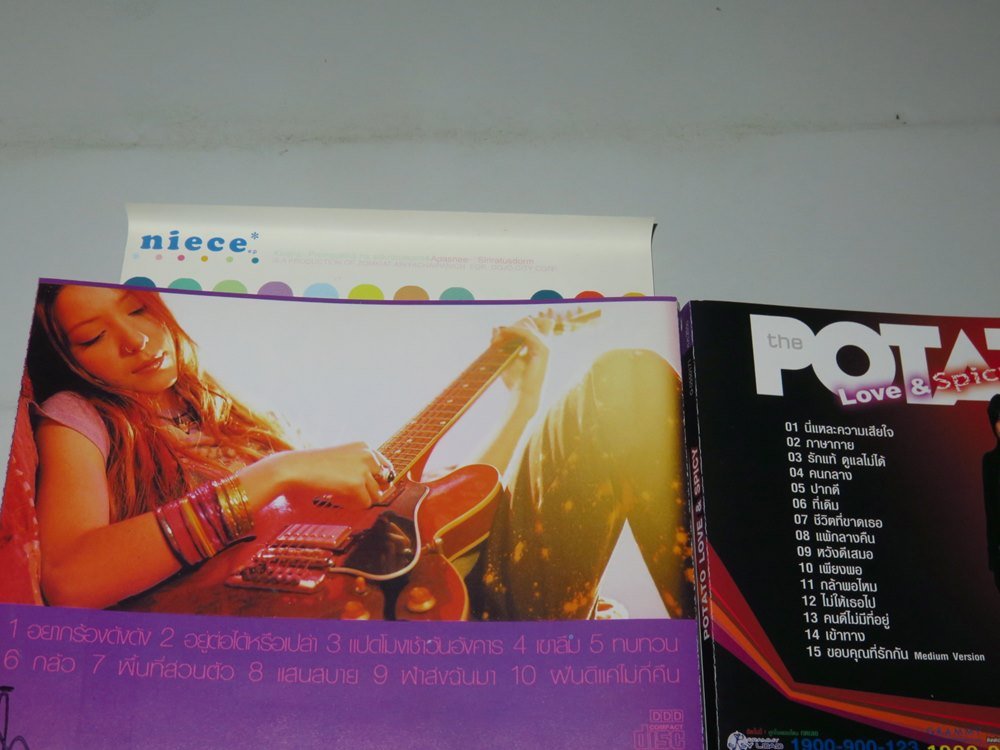 niece*
ep
Apasnee Sinratusdorm
1 อยากร้องดังดัง 2 อยู่ต่อได้หรือเปล่า 3 แปดโมงเช้าวันอังคาร 4 เขาลืม 5 ทบทวน
6 กลัว 7 พื้นที่ส่วนตัว 8 แสนสบาย 9 ฟ้าส่งฉันมา 10 ฝันดีแค่ไม่กี่คืน
DDD
COMPACT
disc
POTATO LOVE & SPICY
the POTAT
Love & Spic
01 นี่แหละความเสียใจ
02 ภาษากาย
03 รักแท้ ดูแลไม่ได้
04 คนกลาง
05 ปากดี
06 ที่เดิม
07 ชีวิตที่ขาดเธอ
08 แพ้กลางคืน
09 หวังดีเสมอ
10 เพียงพอ
11 กล้าพอไหม
12 ไม่ให้เธอไป
13 คนดีไม่มีที่อยู่
14 เข้าทาง
15 ขอบคุณที่รักกัน Medium Version